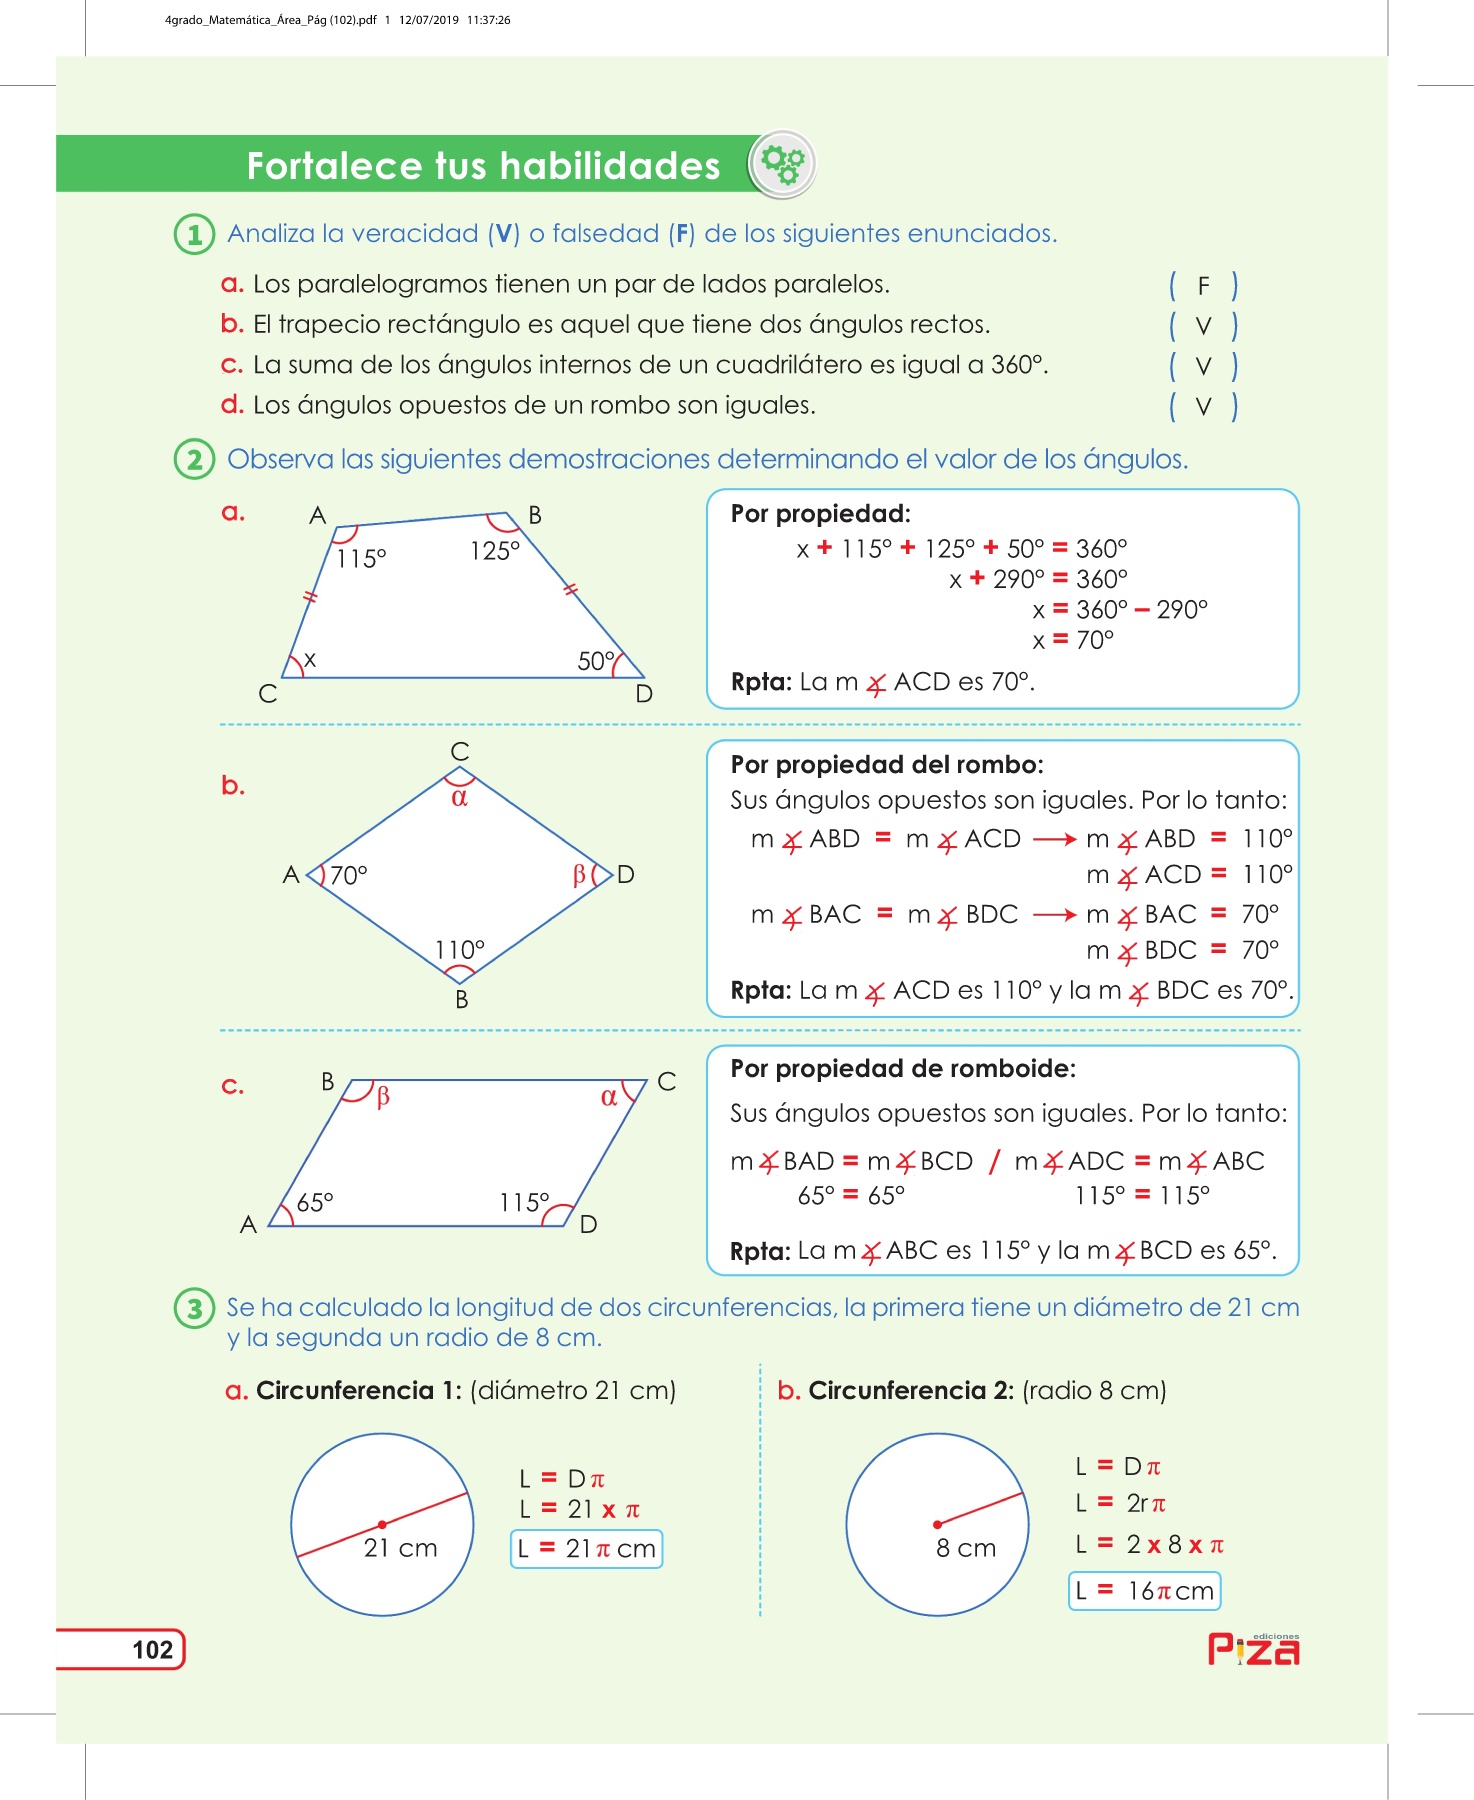 4grado_Matemática_Área_Pág (102).pdf 1 12/07/2019 11:37:26
Fortalece tus habilidades
1 Analiza la veracidad (V) o falsedad (F) de los siguientes enunciados.
a. Los paralelogramos tienen un par de lados paralelos. ( F )
b. El trapecio rectángulo es aquel que tiene dos ángulos rectos. ( V )
c. La suma de los ángulos internos de un cuadrilátero es igual a 360°. ( V )
d. Los ángulos opuestos de un rombo son iguales. ( V )
2 Observa las siguientes demostraciones determinando el valor de los ángulos.
a.
A B
115° 125°
x 50°
C D
Por propiedad:
x + 115° + 125° + 50° = 360°
x + 290° = 360°
x = 360° – 290°
x = 70°
Rpta: La m∡ ACD es 70°.
b.
C
α
A 70° β D
110°
B
Por propiedad del rombo:
Sus ángulos opuestos son iguales. Por lo tanto:
m∡ ABD = m∡ ACD → m∡ ABD = 110°
m∡ ACD = 110°
m∡ BAC = m∡ BDC → m∡ BAC = 70°
m∡ BDC = 70°
Rpta: La m∡ ACD es 110° y la m∡ BDC es 70°.
c.
B β α C
A 65° 115° D
Por propiedad de romboide:
Sus ángulos opuestos son iguales. Por lo tanto:
m∡ BAD = m∡ BCD / m∡ ADC = m∡ ABC
65° = 65° 115° = 115°
Rpta: La m∡ ABC es 115° y la m∡ BCD es 65°.
3 Se ha calculado la longitud de dos circunferencias, la primera tiene un diámetro de 21 cm
y la segunda un radio de 8 cm.
a. Circunferencia 1: (diámetro 21 cm)
21 cm
L = Dπ
L = 21 x π
L = 21π cm
b. Circunferencia 2: (radio 8 cm)
8 cm
L = Dπ
L = 2rπ
L = 2 x 8 x π
L = 16π cm
102
ediciones
Piza